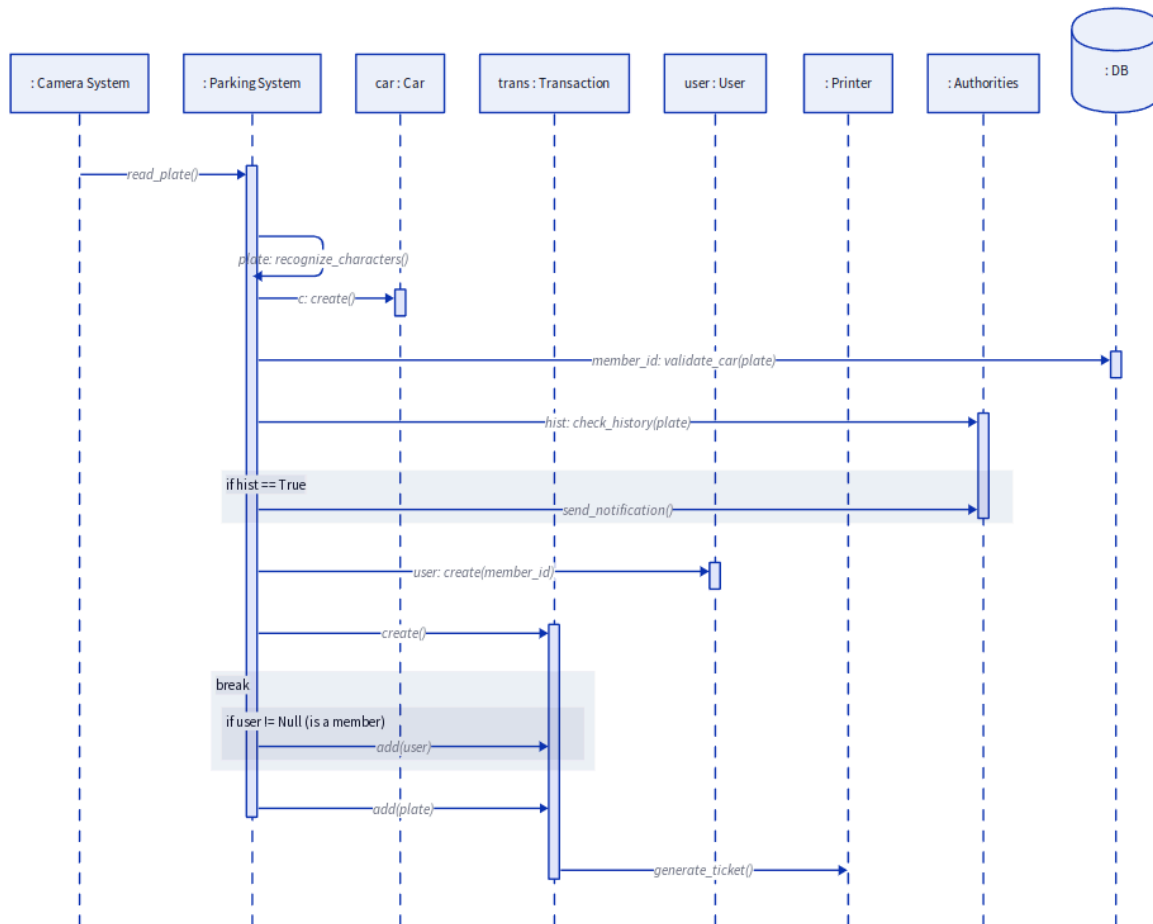 : Camera System
: Parking System
car : Car
trans : Transaction
user : User
: Printer
: Authorities
: DB
read_plate()
plate: recognize_characters()
c: create()
member_id: validate_car(plate)
hist: check_history(plate)
if hist == True
send_notification()
user: create(member_id)
create()
break
if user != Null (is a member)
add(user)
add(plate)
generate_ticket()